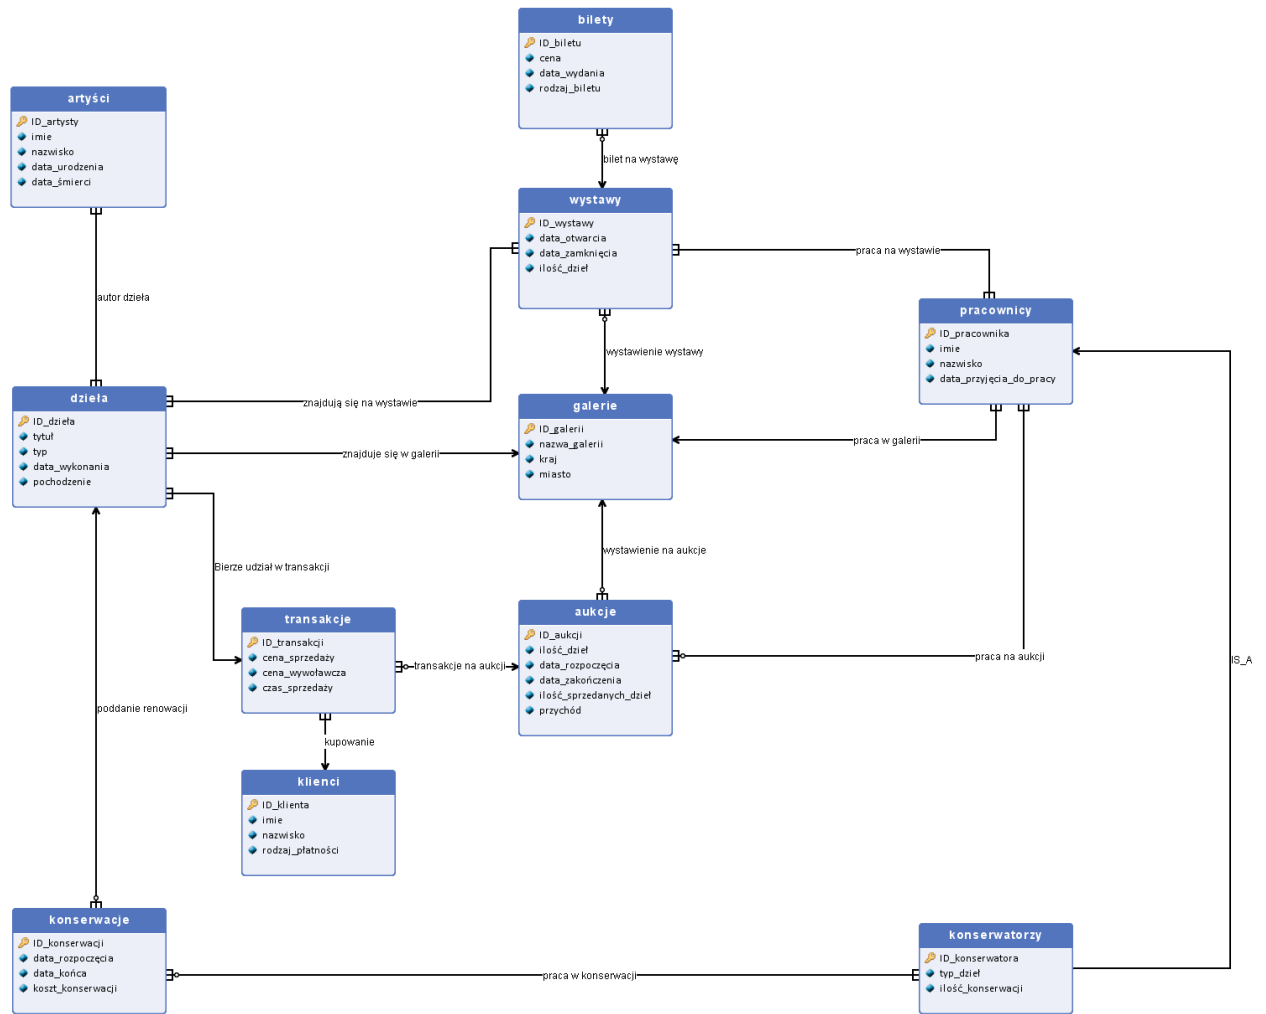 bilety
ID_biletu
cena
data_wydania
rodzaj_biletu
artyści
ID_artysty
imie
nazwisko
data_urodzenia
data_śmierci
bilet na wystawę
wystawy
ID_wystawy
data_otwarcia
data_zamknięcia
ilość_dzieł
praca na wystawie
autor dzieła
pracownicy
ID_pracownika
imie
nazwisko
data_przyjęcia_do_pracy
wystawienie wystawy
dzieła
ID_dzieła
tytuł
typ
data_wykonania
pochodzenie
znajdują się na wystawie
znajduje się w galerii
galerie
ID_galerii
nazwa_galerii
kraj
miasto
praca w galerii
wystawienie na aukcje
Bierze udział w transakcji
transakcje
ID_transakcji
cena_sprzedaży
cena_wywoławcza
czas_sprzedaży
transakcje na aukcji
aukcje
ID_aukcji
ilość_dzieł
data_rozpoczęcia
data_zakończenia
ilość_sprzedanych_dzieł
przychód
praca na aukcji
IS_A
poddanie renowacji
kupowanie
klienci
ID_klienta
imie
nazwisko
rodzaj_płatności
konserwacje
ID_konserwacji
data_rozpoczęcia
data_końca
koszt_konserwacji
praca w konserwacji
konserwatorzy
ID_konserwatora
typ_dzieł
ilość_konserwacji